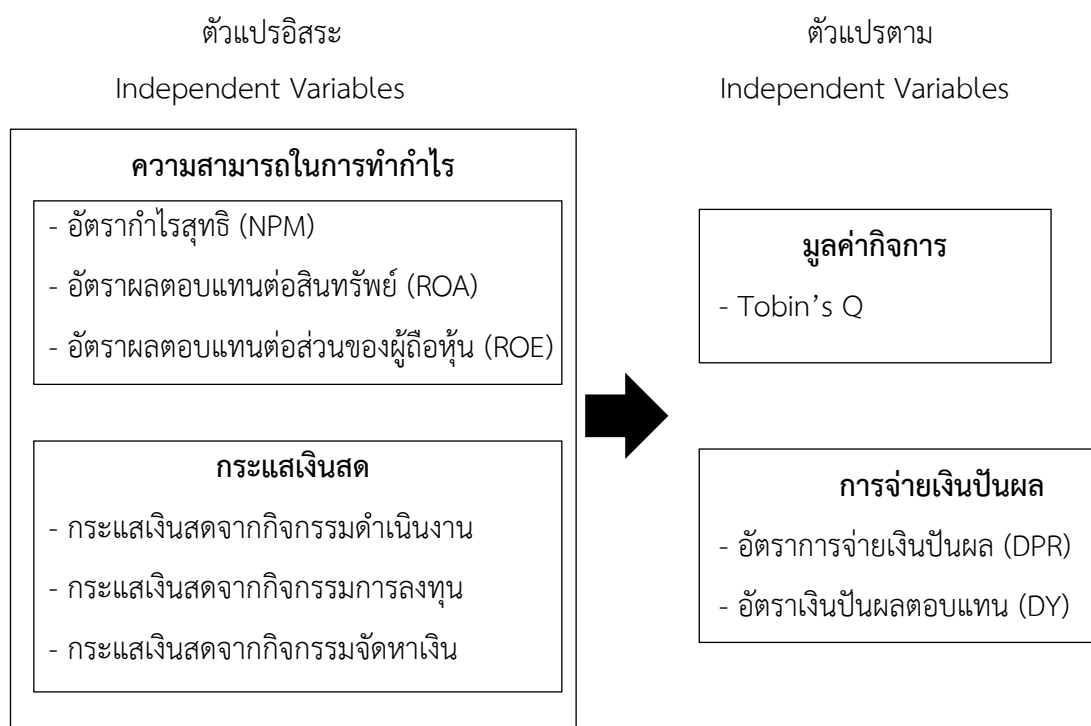 ตัวแปรอิสระ
Independent Variables
ความสามารถในการทำกำไร
- อัตรากำไรสุทธิ (NPM)
- อัตราผลตอบแทนต่อสินทรัพย์ (ROA)
- อัตราผลตอบแทนต่อส่วนของผู้ถือหุ้น (ROE)
กระแสเงินสด
- กระแสเงินสดจากกิจกรรมดำเนินงาน
- กระแสเงินสดจากกิจกรรมการลงทุน
- กระแสเงินสดจากกิจกรรมจัดหาเงิน
ตัวแปรตาม
Independent Variables
มูลค่ากิจการ
- Tobin’s Q
การจ่ายเงินปันผล
- อัตราการจ่ายเงินปันผล (DPR)
- อัตราเงินปันผลตอบแทน (DY)